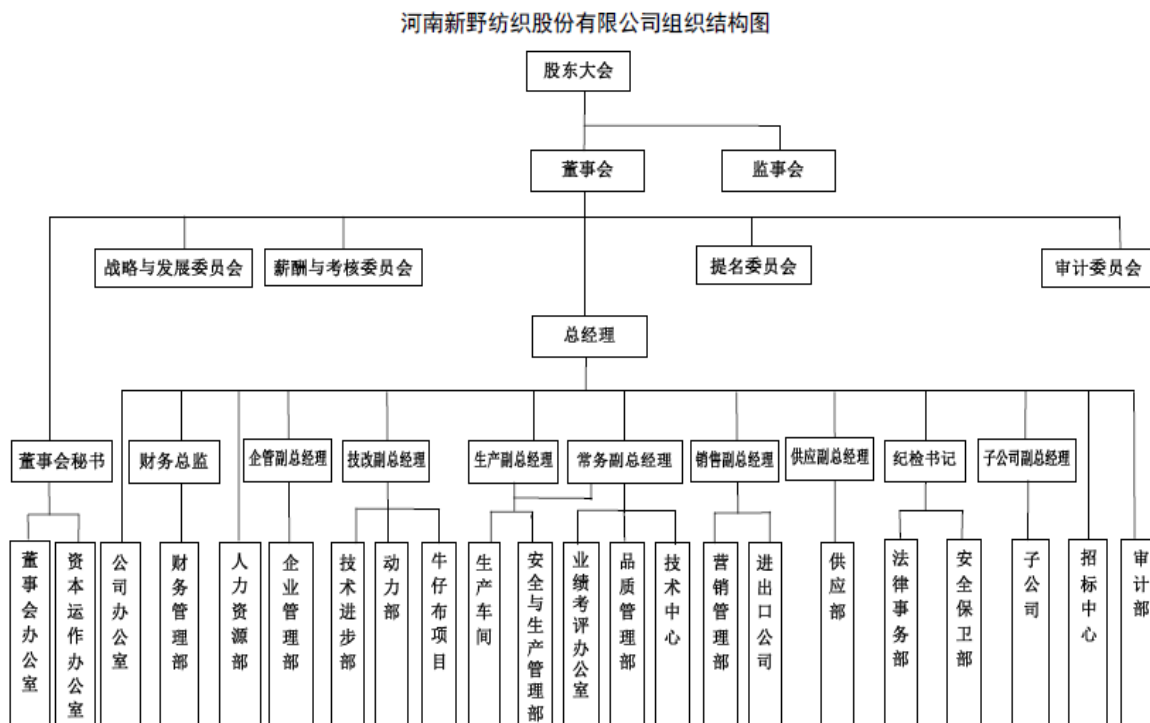 河南新野纺织股份有限公司组织结构图
股东大会
董事会
监事会
战略与发展委员会
薪酬与考核委员会
提名委员会
审计委员会
总经理
董事会秘书
财务总监
企管副总经理
技改副总经理
生产副总经理
常务副总经理
销售副总经理
供应副总经理
纪检书记
子公司副总经理
董事会办公室
资本运作办公室
公司办公室
财务管理部
人力资源部
企业管理部
技术进步部
动力部
牛仔布项目
生产车间
安全与生产管理部
业绩考评办公室
品质管理部
技术中心
营销管理部
进出口公司
供应部
法律事务部
安全保卫部
子公司
招标中心
审计部